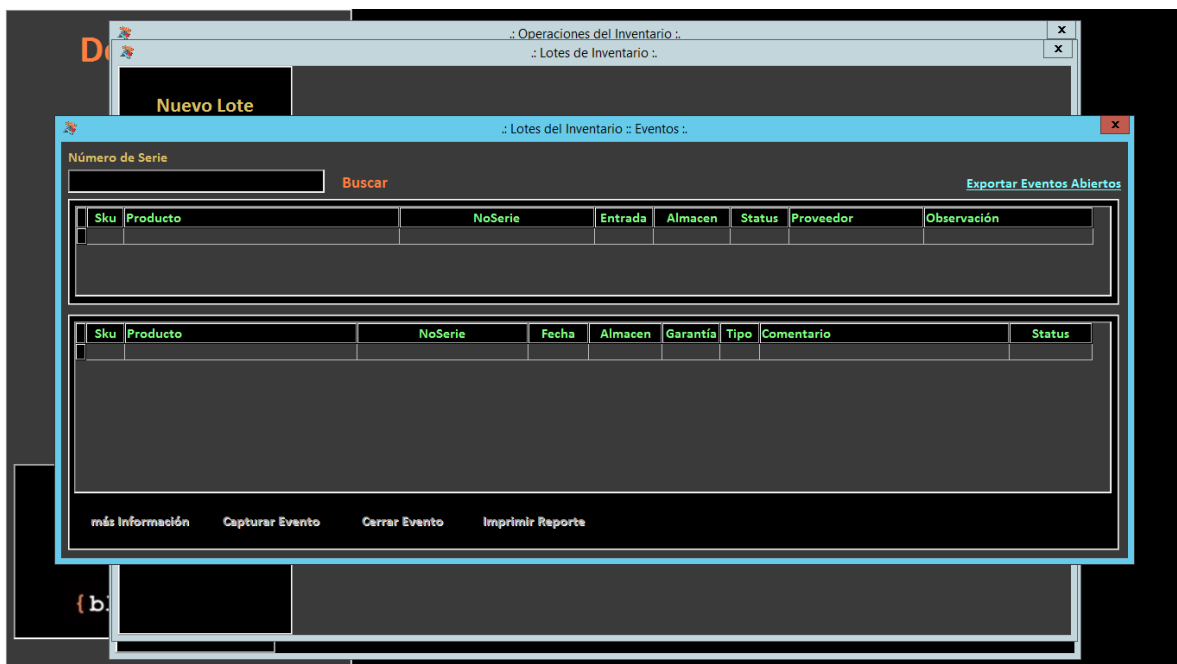 .: Operaciones del Inventario :.
x
.: Lotes de Inventario :.
x
Nuevo Lote
.: Lotes del Inventario :: Eventos :.
x
Número de Serie
Buscar
Exportar Eventos Abiertos
Sku Producto NoSerie Entrada Almacen Status Proveedor Observación
Sku Producto NoSerie Fecha Almacen Garantía Tipo Comentario Status
más Información Capturar Evento Cerrar Evento Imprimir Reporte